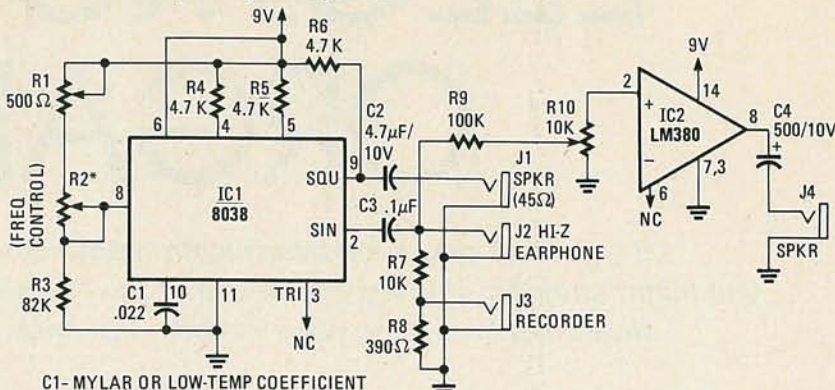 9V
R6
4.7 K
R1
500Ω
R4
4.7 K
R5
4.7 K
C2
4.7µF/
10V
6
4
5
9
R2*
(FREQ
CONTROL)
8
IC1
8038
SQU
SIN
2
C3
.1µF
R9
100K
R10
10K
J1
SPKR
(45Ω)
J2 HI-Z
EARPHONE
R7
10K
J3
RECORDER
R8
390Ω
R3
82K
C1
.022
10
11
TRI
3
NC
9V
2
14
+
IC2
LM380
−
8
7,3
6
NC
C4
500/10V
+
J4
SPKR
C1- MYLAR OR LOW-TEMP COEFFICIENT